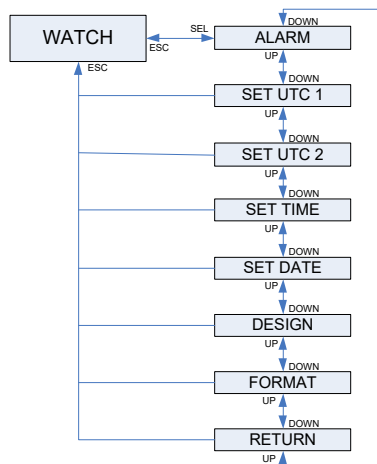 DOWN
WATCH
SEL
ESC
ALARM
ESC
UP
DOWN
SET UTC 1
UP
DOWN
SET UTC 2
UP
DOWN
SET TIME
UP
DOWN
SET DATE
UP
DOWN
DESIGN
UP
DOWN
FORMAT
UP
DOWN
RETURN
UP